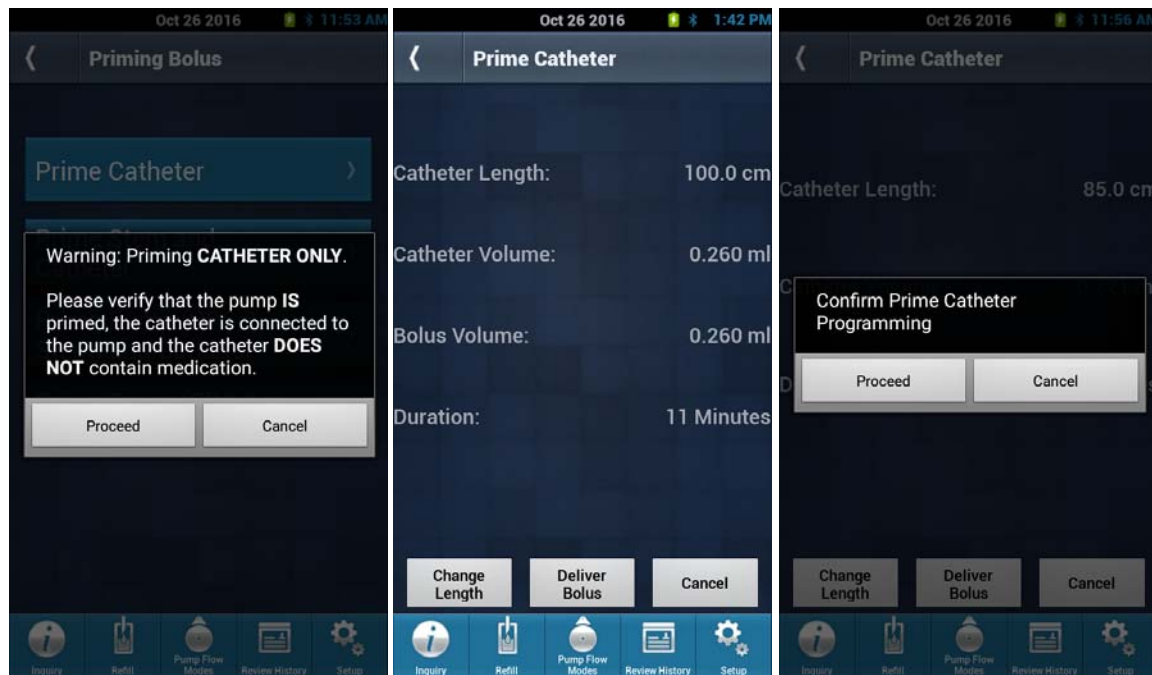 Oct 26 2016 11:53 AM
Priming Bolus
Prime Catheter
Warning: Priming CATHETER ONLY.
Please verify that the pump IS
primed, the catheter is connected to
the pump and the catheter DOES
NOT contain medication.
Proceed Cancel
Inquiry Refill Pump Flow Modes Review History Setup
Oct 26 2016 1:42 PM
Prime Catheter
Catheter Length: 100.0 cm
Catheter Volume: 0.260 ml
Bolus Volume: 0.260 ml
Duration: 11 Minutes
Change Length Deliver Bolus Cancel
Inquiry Refill Pump Flow Modes Review History Setup
Oct 26 2016 11:56 AM
Prime Catheter
Catheter Length: 85.0 cm
Confirm Prime Catheter
Programming
Proceed Cancel
Change Length Deliver Bolus Cancel
Inquiry Refill Pump Flow Modes Review History Setup